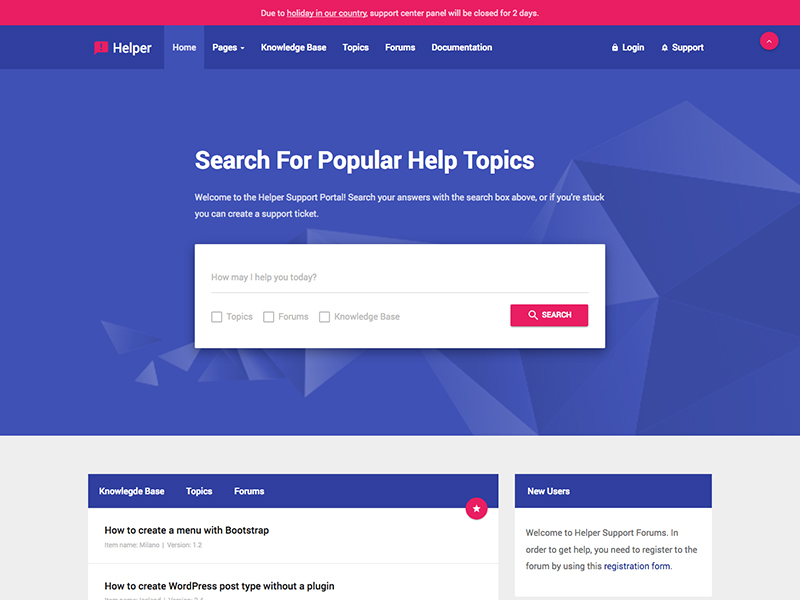 Due to holiday in our country, support center panel will be closed for 2 days.
Helper
Home
Pages
Knowledge Base
Topics
Forums
Documentation
Login
Support
Search For Popular Help Topics
Welcome to the Helper Support Portal! Search your answers with the search box above, or if you're stuck
you can create a support ticket.
How may I help you today?
Topics
Forums
Knowledge Base
SEARCH
Knowlegde Base
Topics
Forums
How to create a menu with Bootstrap
Item name: Milano | Version: 1.2
How to create WordPress post type without a plugin
New Users
Welcome to Helper Support Forums. In
order to get help, you need to register to the
forum by using this registration form.